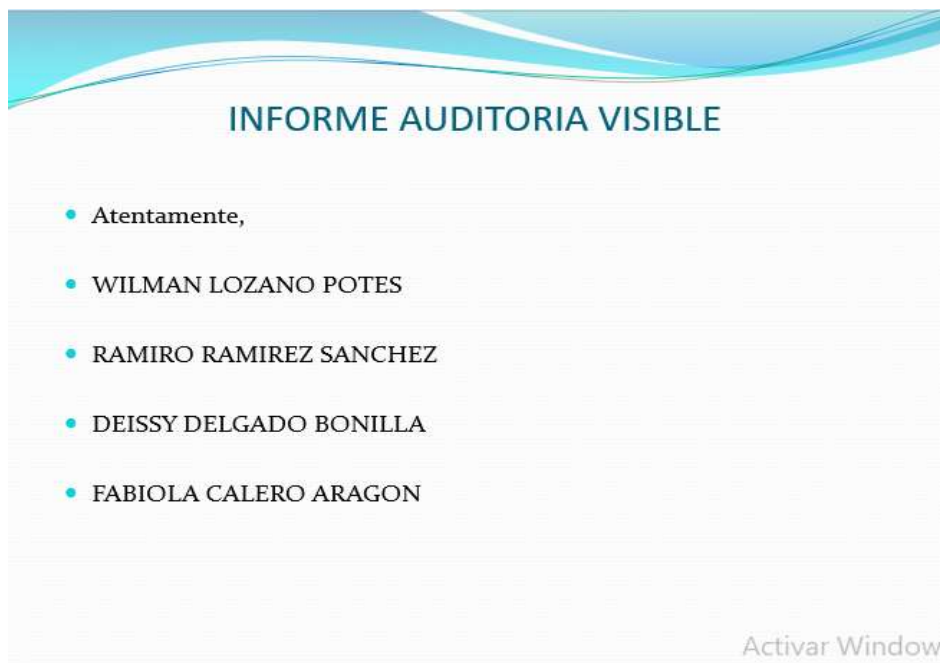 INFORME AUDITORIA VISIBLE
Atentamente,
WILMAN LOZANO POTES
RAMIRO RAMIREZ SANCHEZ
DEISSY DELGADO BONILLA
FABIOLA CALERO ARAGON
Activar Window